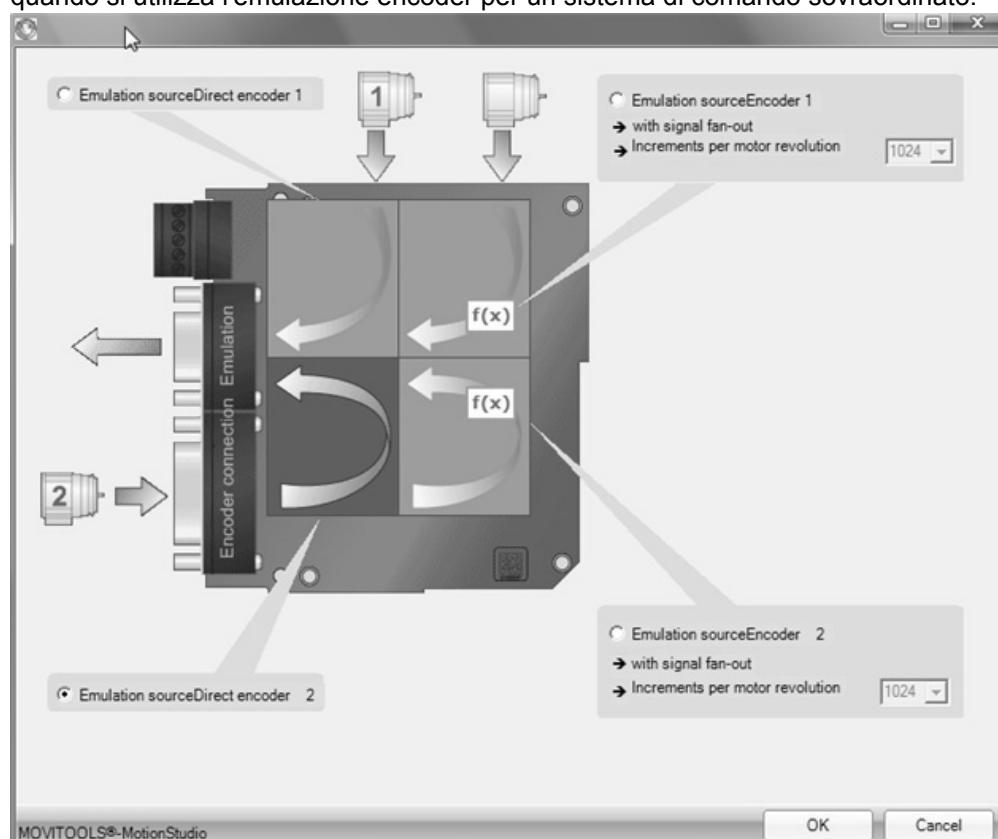 quando si utilizza l'emulazione encoder per un sistema di comando sovraordinato.
Emulation sourceDirect encoder 1
1
Emulation sourceEncoder 1
➔ with signal fan-out
➔ Increments per motor revolution 1024
f(x)
Emulation
f(x)
Encoder connection
2
Emulation sourceEncoder 2
➔ with signal fan-out
➔ Increments per motor revolution 1024
Emulation sourceDirect encoder 2
OK Cancel
MOVITOOLS®-MotionStudio